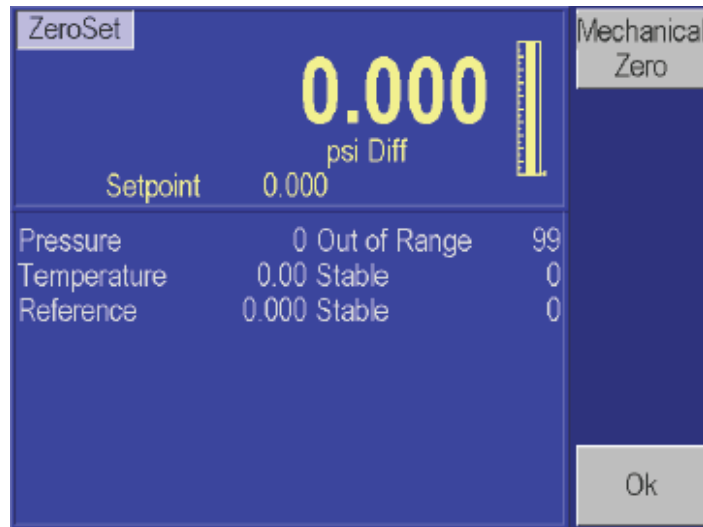 ZeroSet
0.000
psi Diff
Setpoint 0.000
Mechanical
Zero
Pressure 0 Out of Range 99
Temperature 0.00 Stable 0
Reference 0.000 Stable 0
Ok